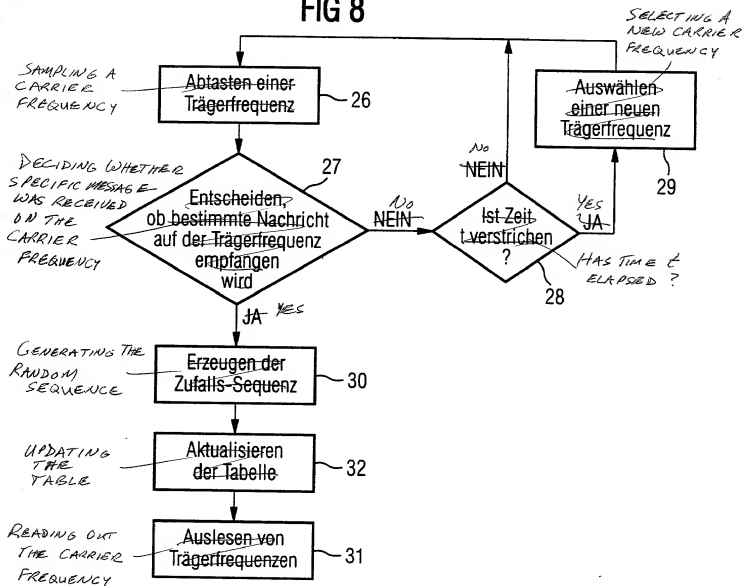 FIG 8
SELECTING A
NEW CARRIER
FREQUENCY
SAMPLING A
CARRIER
FREQUENCY
Abtasten einer
Trägerfrequenz
26
Auswählen
einer neuen
Trägerfrequenz
29
DECIDING WHETHER
SPECIFIC MESSAGE
WAS RECEIVED
ON THE
CARRIER
FREQUENCY
27
Entscheiden,
ob bestimmte Nachricht
auf der Trägerfrequenz
empfangen
wird
No
NEIN
No
NEIN
Ist Zeit
t verstrichen
?
28
YES
JA
HAS TIME t
ELAPSED ?
JA YES
GENERATING THE
RANDOM
SEQUENCE
Erzeugen der
Zufalls-Sequenz
30
UPDATING
THE
TABLE
Aktualisieren
der Tabelle
32
READING OUT
THE CARRIER
FREQUENCY
Auslesen von
Trägerfrequenzen
31